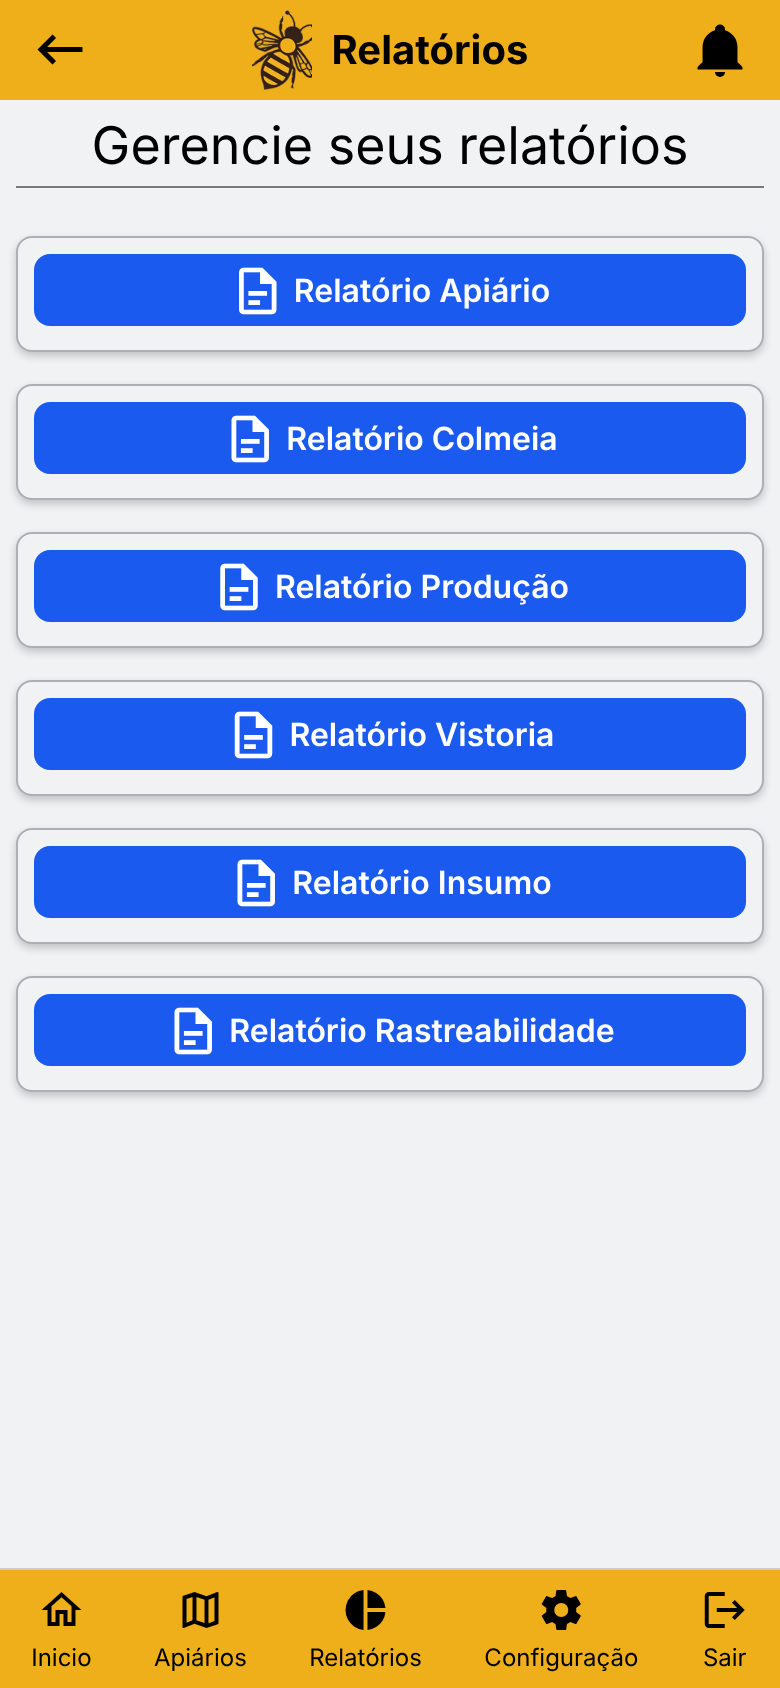 Relatórios
Gerencie seus relatórios
Relatório Apiário
Relatório Colmeia
Relatório Produção
Relatório Vistoria
Relatório Insumo
Relatório Rastreabilidade
Inicio Apiários Relatórios Configuração Sair